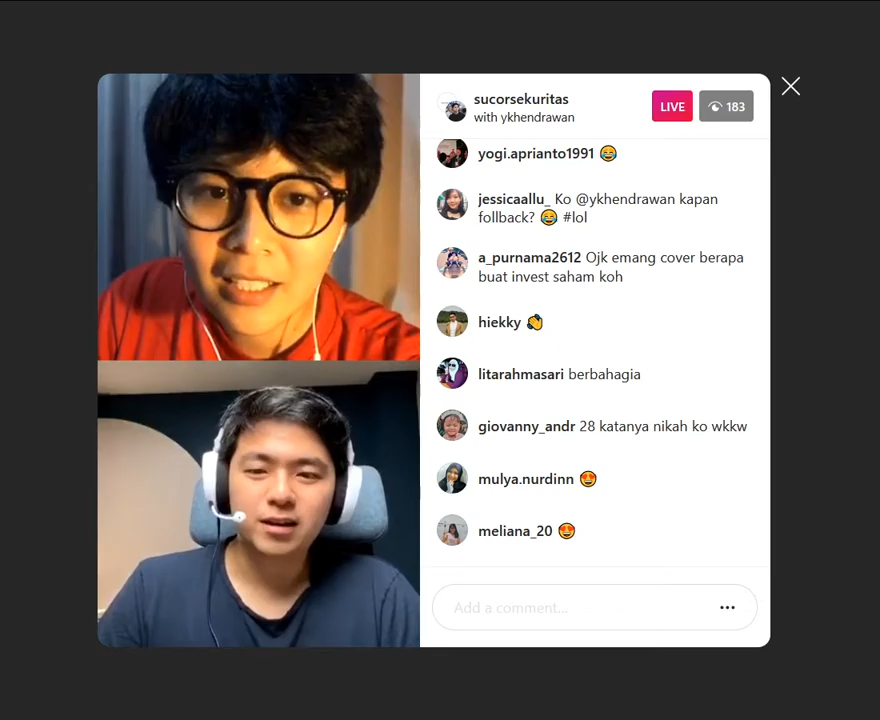 sucorsekuritas
with ykhendrawan
LIVE
183
yogi.aprianto1991 😂
jessicaallu_ Ko @ykhendrawan kapan
follback? 😂 #lol
a_purnama2612 Ojk emang cover berapa
buat invest saham koh
hiekky 👏
litarahmasari berbahagia
giovanny_andr 28 katanya nikah ko wkkw
mulya.nurdinn 😍
meliana_20 😍
Add a comment...